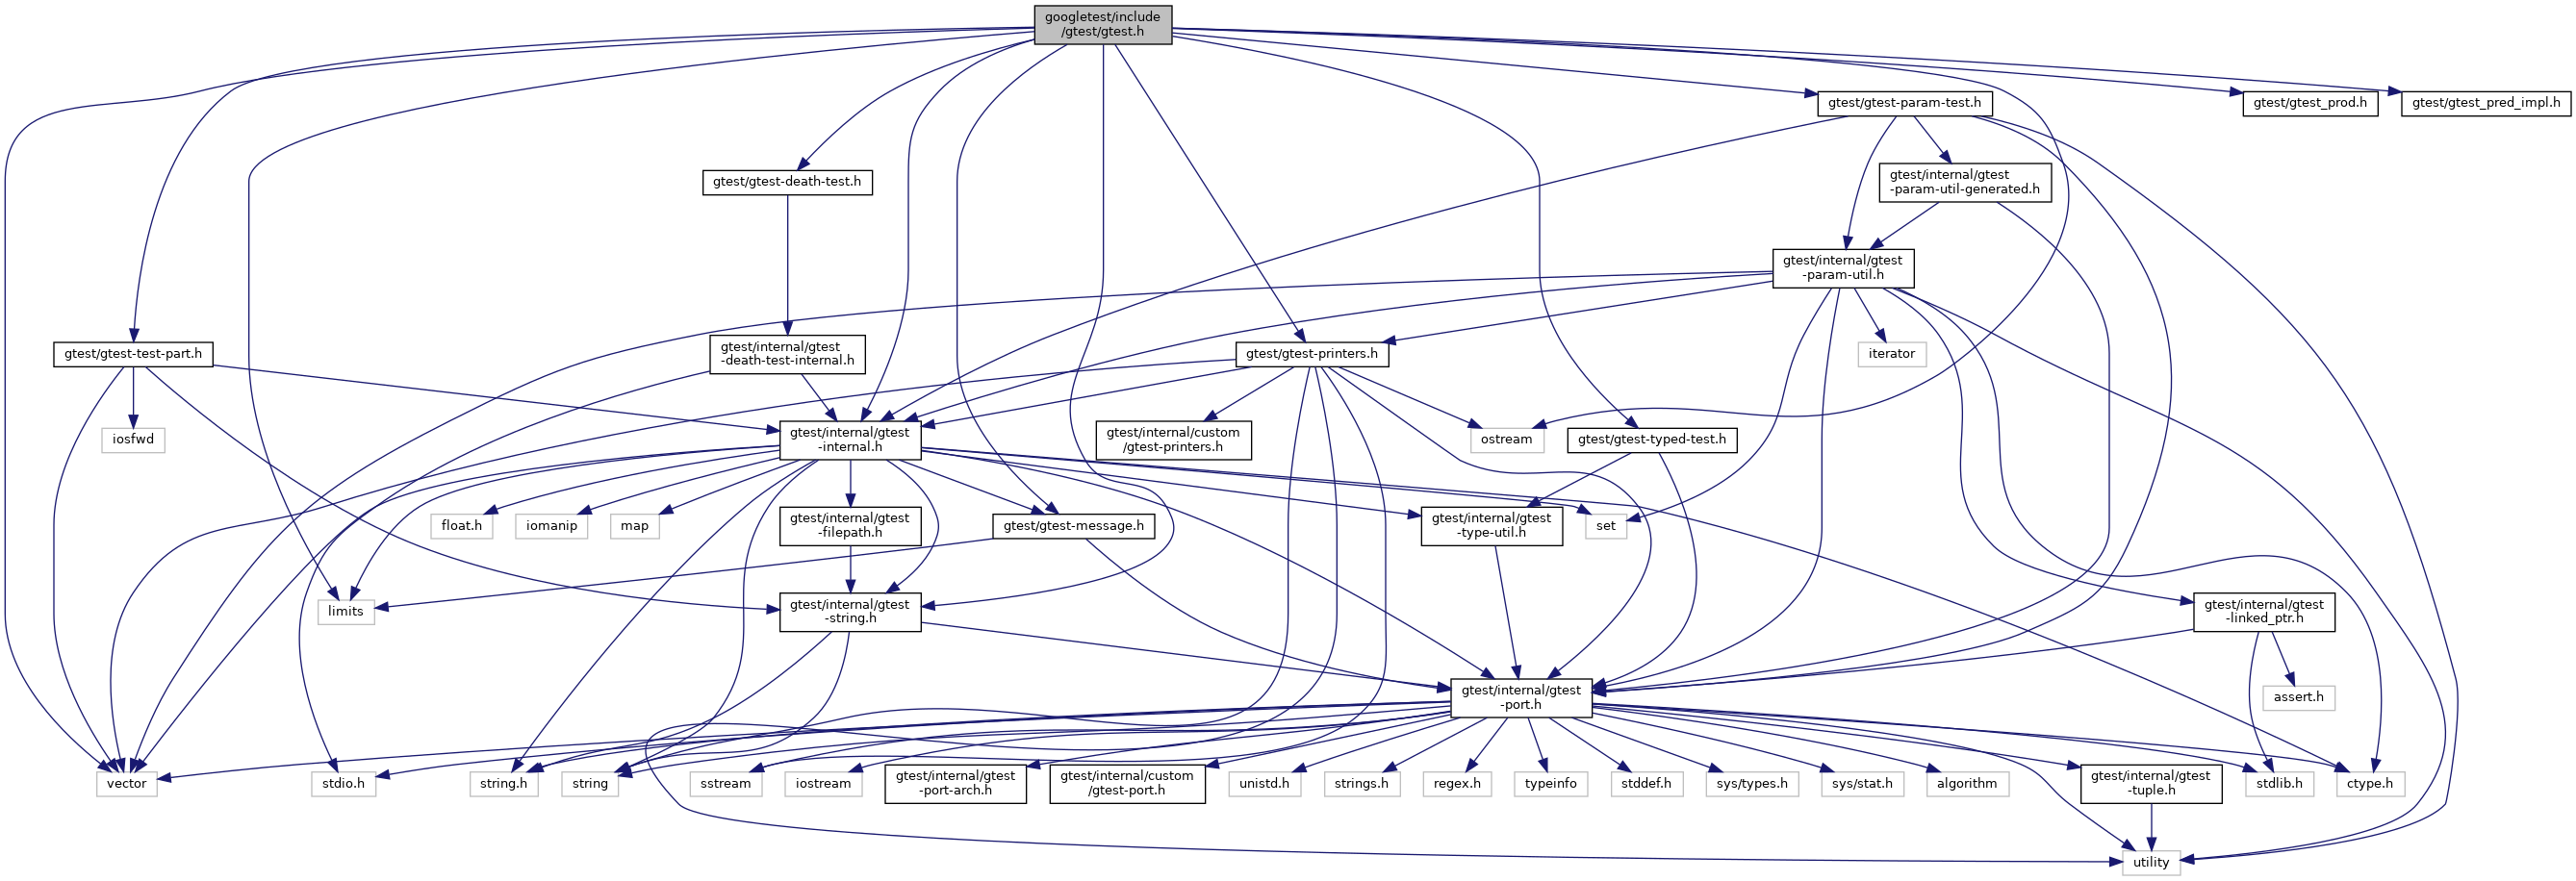 googletest/include
/gtest/gtest.h
gtest/gtest-param-test.h
gtest/gtest_prod.h
gtest/gtest_pred_impl.h
gtest/gtest-death-test.h
gtest/internal/gtest
-param-util-generated.h
gtest/internal/gtest
-param-util.h
gtest/gtest-test-part.h
gtest/internal/gtest
-death-test-internal.h
gtest/gtest-printers.h
iterator
iosfwd
gtest/internal/gtest
-internal.h
gtest/internal/custom
/gtest-printers.h
ostream
gtest/gtest-typed-test.h
float.h
iomanip
map
gtest/internal/gtest
-filepath.h
gtest/gtest-message.h
gtest/internal/gtest
-type-util.h
set
limits
gtest/internal/gtest
-string.h
gtest/internal/gtest
-linked_ptr.h
gtest/internal/gtest
-port.h
assert.h
vector
stdio.h
string.h
string
sstream
iostream
gtest/internal/gtest
-port-arch.h
gtest/internal/custom
/gtest-port.h
unistd.h
strings.h
regex.h
typeinfo
stddef.h
sys/types.h
sys/stat.h
algorithm
gtest/internal/gtest
-tuple.h
stdlib.h
ctype.h
utility